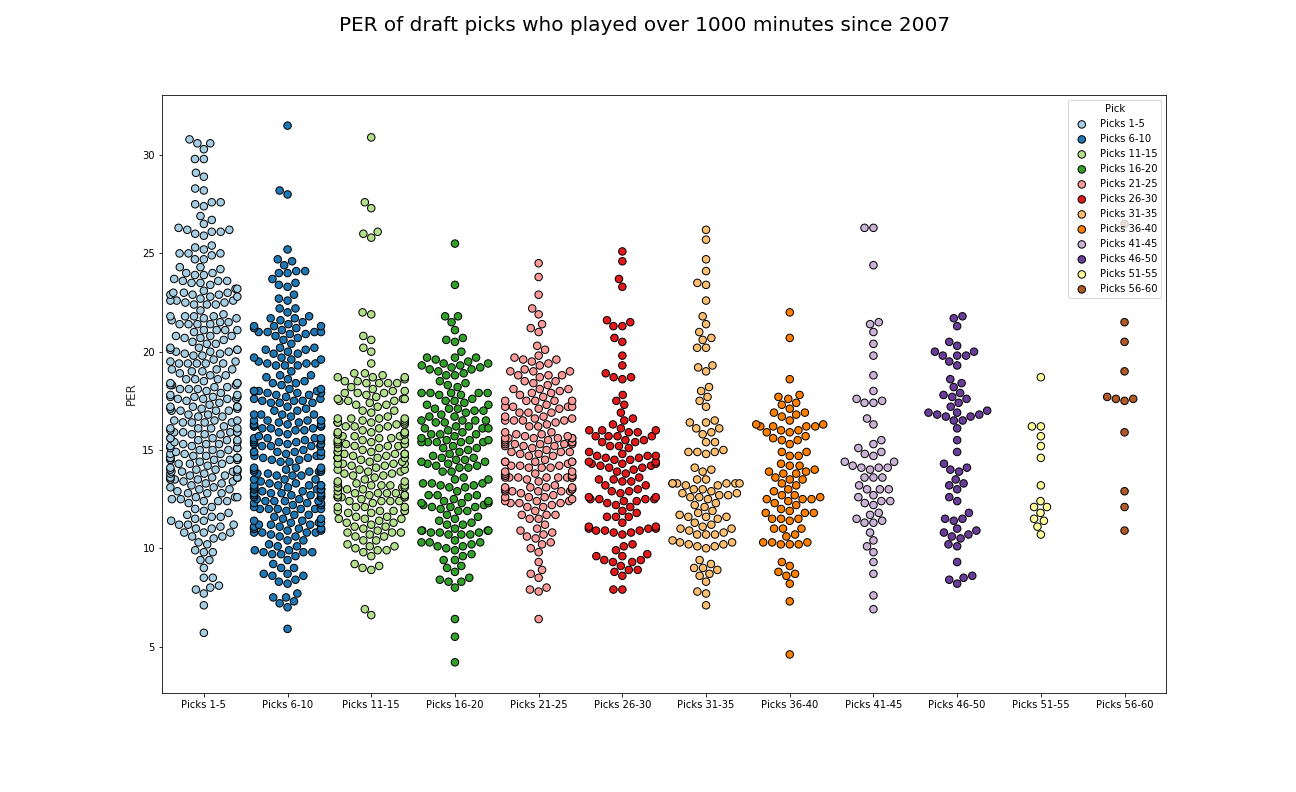 PER of draft picks who played over 1000 minutes since 2007
Pick
Picks 1-5
Picks 6-10
Picks 11-15
Picks 16-20
Picks 21-25
Picks 26-30
Picks 31-35
Picks 36-40
Picks 41-45
Picks 46-50
Picks 51-55
Picks 56-60
30
25
20
15
10
5
PER
Picks 1-5 Picks 6-10 Picks 11-15 Picks 16-20 Picks 21-25 Picks 26-30 Picks 31-35 Picks 36-40 Picks 41-45 Picks 46-50 Picks 51-55 Picks 56-60